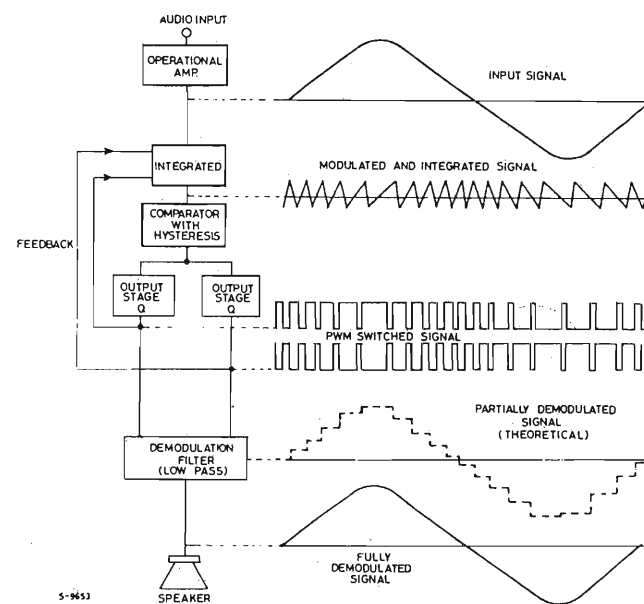 AUDIO INPUT
OPERATIONAL
AMP.
INPUT SIGNAL
INTEGRATED
MODULATED AND INTEGRATED SIGNAL
COMPARATOR
WITH
HYSTERESIS
FEEDBACK
OUTPUT
STAGE
Q
OUTPUT
STAGE
Q
PWM SWITCHED SIGNAL
PARTIALLY DEMODULATED
SIGNAL
(THEORETICAL)
DEMODULATION
FILTER
(LOW PASS)
FULLY
DEMODULATED
SIGNAL
S-9653
SPEAKER